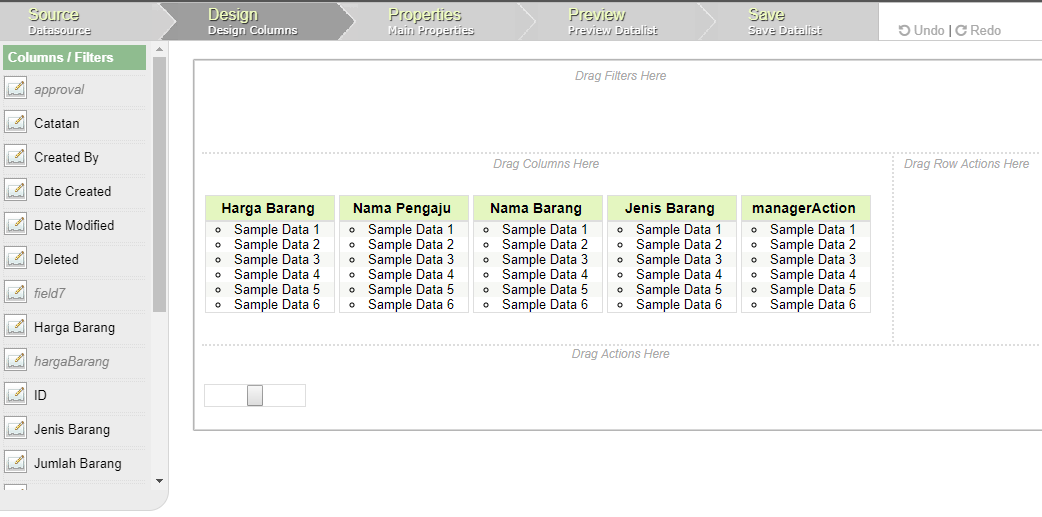 Source
Datasource
Design
Design Columns
Properties
Main Properties
Preview
Preview Datalist
Save
Save Datalist
Undo | Redo
Columns / Filters
approval
Catatan
Created By
Date Created
Date Modified
Deleted
field7
Harga Barang
hargaBarang
ID
Jenis Barang
Jumlah Barang
Drag Filters Here
Drag Columns Here
Drag Row Actions Here
Harga Barang
Sample Data 1
Sample Data 2
Sample Data 3
Sample Data 4
Sample Data 5
Sample Data 6
Nama Pengaju
Sample Data 1
Sample Data 2
Sample Data 3
Sample Data 4
Sample Data 5
Sample Data 6
Nama Barang
Sample Data 1
Sample Data 2
Sample Data 3
Sample Data 4
Sample Data 5
Sample Data 6
Jenis Barang
Sample Data 1
Sample Data 2
Sample Data 3
Sample Data 4
Sample Data 5
Sample Data 6
managerAction
Sample Data 1
Sample Data 2
Sample Data 3
Sample Data 4
Sample Data 5
Sample Data 6
Drag Actions Here